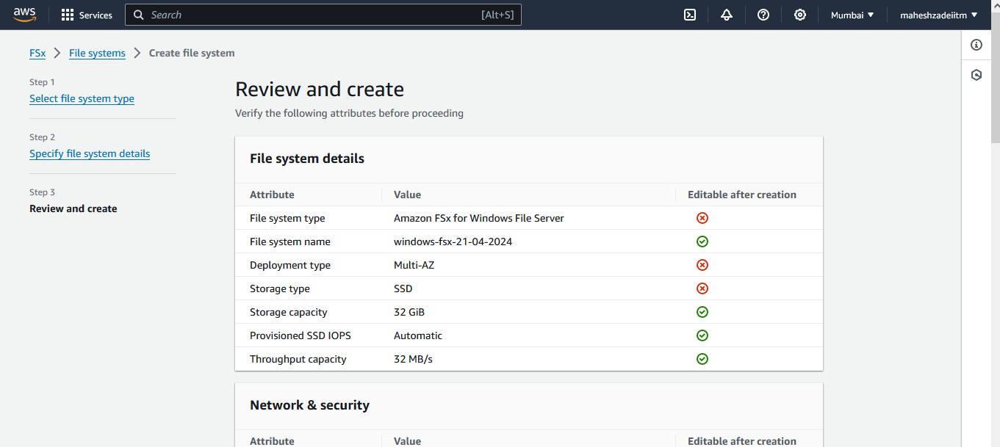 aws Services Search [Alt+S] Mumbai ▼ maheshzadeiitm ▼
FSx > File systems > Create file system
Step 1
Select file system type
Step 2
Specify file system details
Step 3
Review and create
Review and create
Verify the following attributes before proceeding
File system details
Attribute Value Editable after creation
File system type Amazon FSx for Windows File Server
File system name windows-fsx-21-04-2024
Deployment type Multi-AZ
Storage type SSD
Storage capacity 32 GiB
Provisioned SSD IOPS Automatic
Throughput capacity 32 MB/s
Network & security
Attribute Value Editable after creation